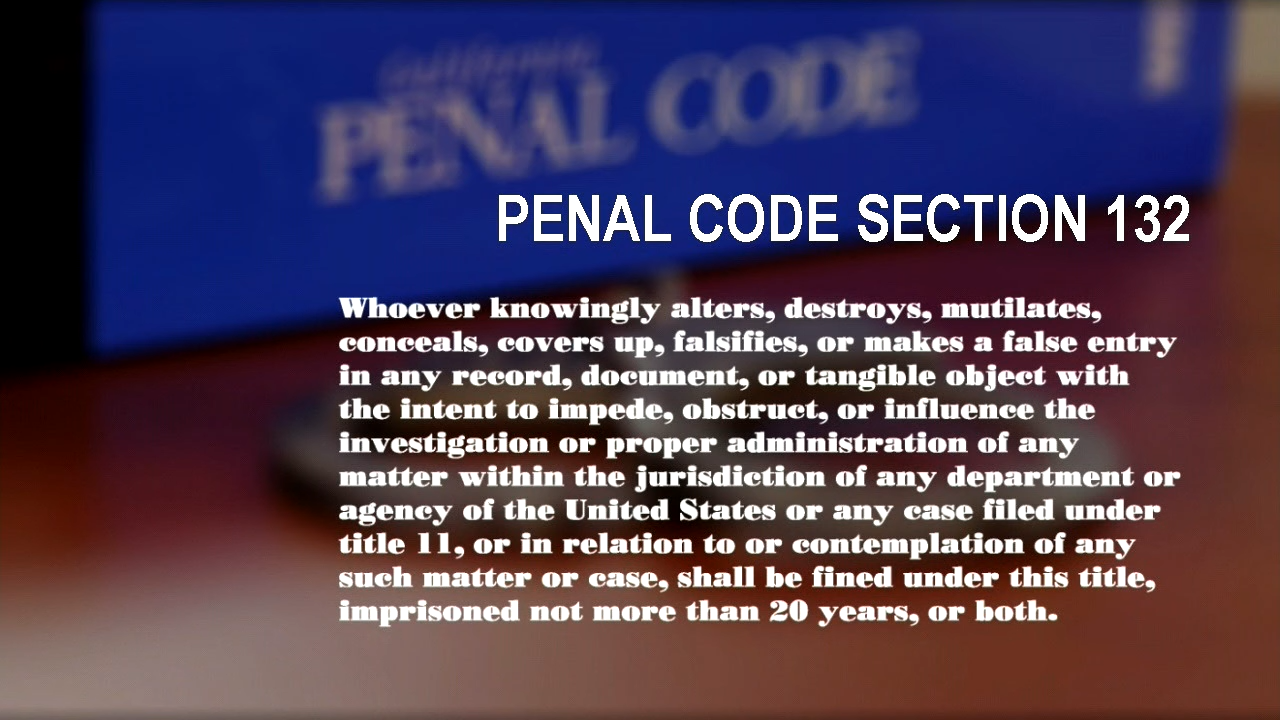 California
PENAL CODE
PENAL CODE SECTION 132
Whoever knowingly alters, destroys, mutilates,
conceals, covers up, falsifies, or makes a false entry
in any record, document, or tangible object with
the intent to impede, obstruct, or influence the
investigation or proper administration of any
matter within the jurisdiction of any department or
agency of the United States or any case filed under
title 11, or in relation to or contemplation of any
such matter or case, shall be fined under this title,
imprisoned not more than 20 years, or both.